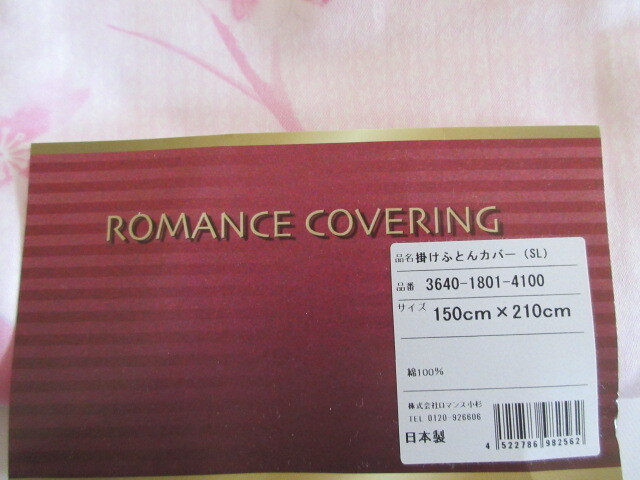 ROMANCE COVERING
品名 掛けふとんカバー (SL)
品番 3640-1801-4100
サイズ 150cm×210cm
綿100%
株式会社ロマンス小杉
TEL 0120-926606
日本製
4 522786 982562